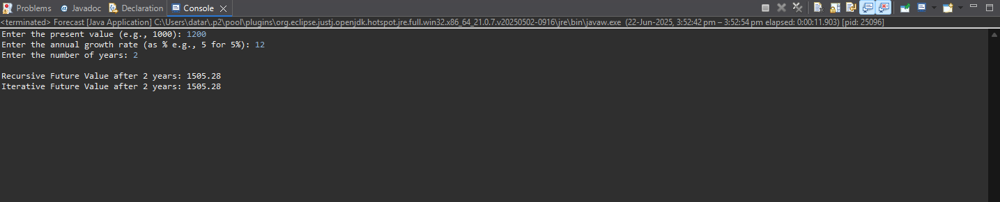 Problems Javadoc Declaration Console
<terminated> Forecast [Java Application] C:\Users\datar\.p2\pool\plugins\org.eclipse.justj.openjdk.hotspot.jre.full.win32.x86_64_21.0.7.v20250502-0916\jre\bin\javaw.exe (22-Jun-2025, 3:52:42 pm – 3:52:54 pm elapsed: 0:00:11.903) [pid: 25096]
Enter the present value (e.g., 1000): 1200
Enter the annual growth rate (as % e.g., 5 for 5%): 12
Enter the number of years: 2
Recursive Future Value after 2 years: 1505.28
Iterative Future Value after 2 years: 1505.28